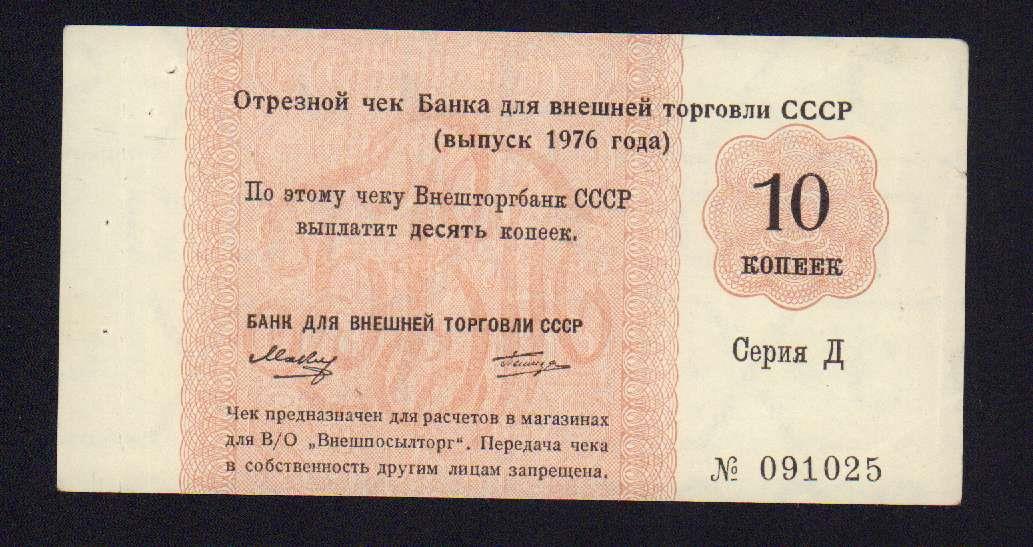 Отрезной чек Банка для внешней торговли СССР
(выпуск 1976 года)
По этому чеку Внешторгбанк СССР
выплатит десять копеек.
10
КОПЕЕК
БАНК ДЛЯ ВНЕШНЕЙ ТОРГОВЛИ СССР
Серия Д
Чек предназначен для расчетов в магазинах
для В/О „Внешпосылторг“. Передача чека
в собственность другим лицам запрещена.
№ 091025